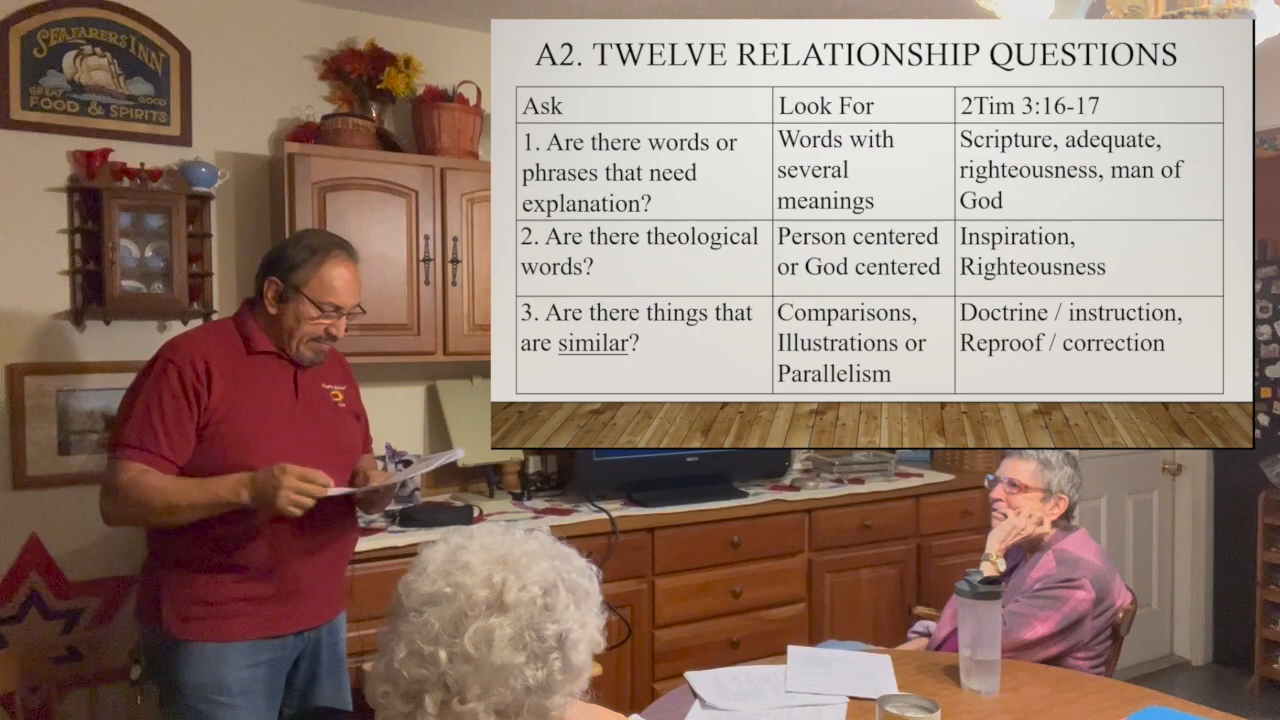 SEAFARERS INN
GREAT GOOD
FOOD & SPIRITS
A2. TWELVE RELATIONSHIP QUESTIONS
Ask
Look For
2Tim 3:16-17
1. Are there words or
phrases that need
explanation?
Words with
several
meanings
Scripture, adequate,
righteousness, man of
God
2. Are there theological
words?
Person centered
or God centered
Inspiration,
Righteousness
3. Are there things that
are similar?
Comparisons,
Illustrations or
Parallelism
Doctrine / instruction,
Reproof / correction